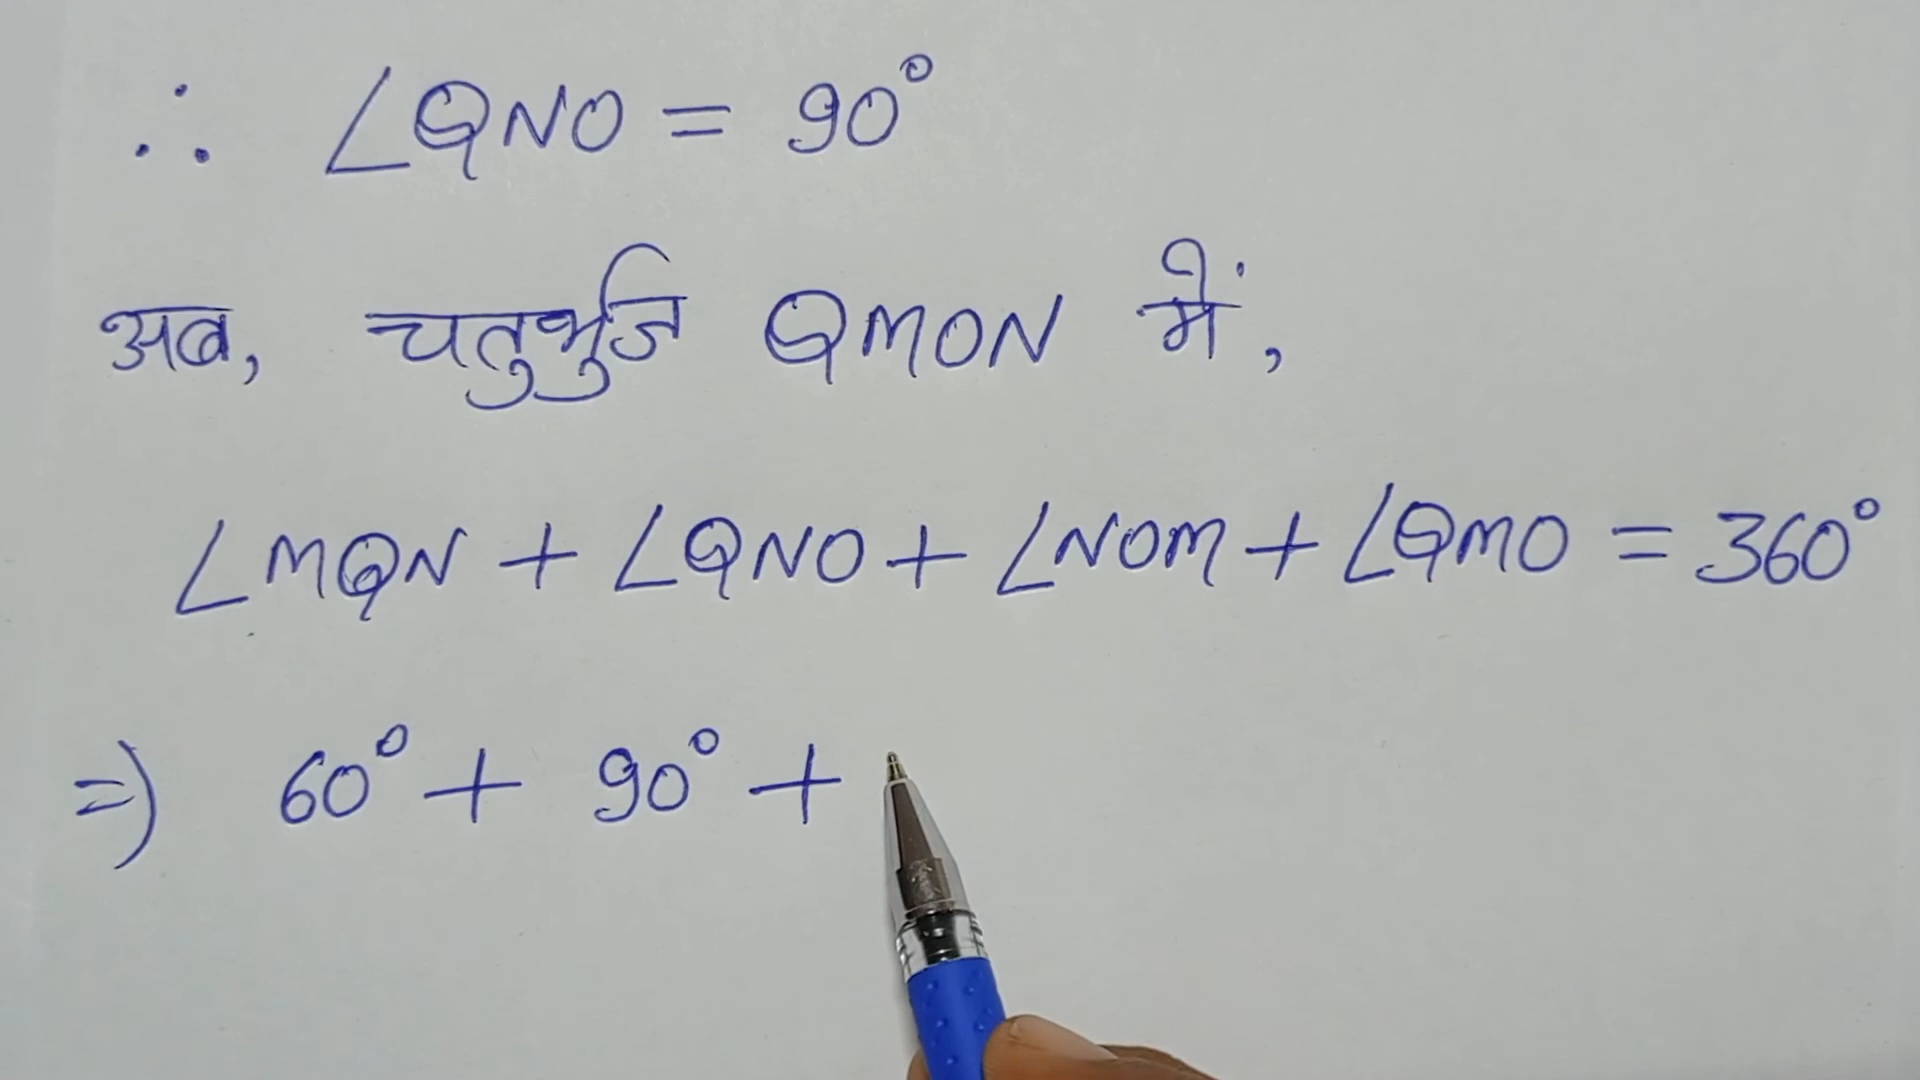 ∴ ∠QNO = 90°
अब, चतुर्भुज QMON में,
∠MQN + ∠QNO + ∠NOM + ∠QMO = 360°
⇒ 60° + 90° +